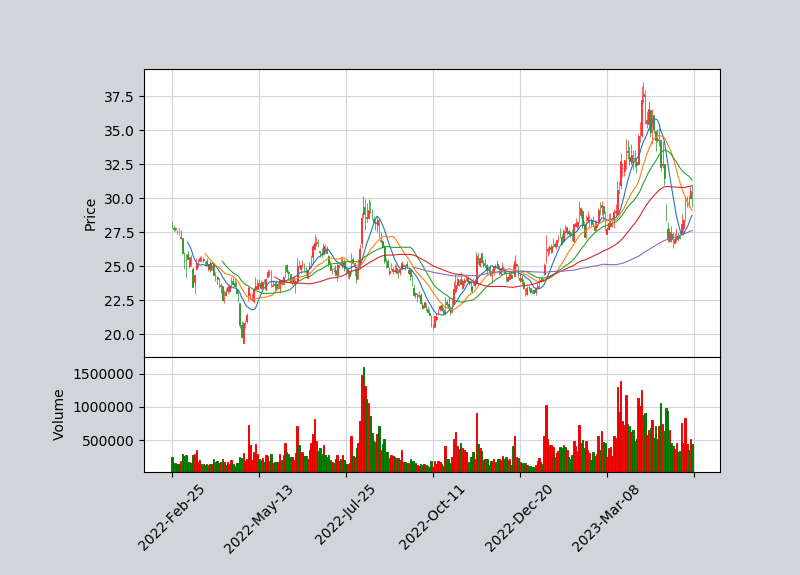 37.5
35.0
32.5
30.0
27.5
25.0
22.5
20.0
Price
1500000
1000000
500000
Volume
2022-Feb-25
2022-May-13
2022-Jul-25
2022-Oct-11
2022-Dec-20
2023-Mar-08